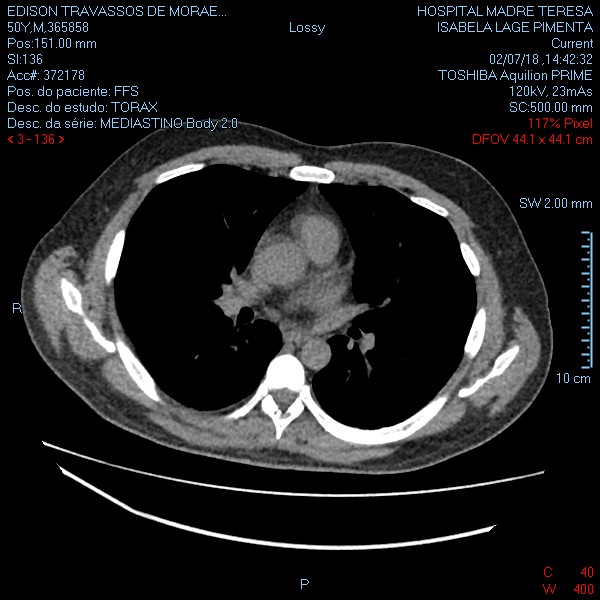 EDISON TRAVASSOS DE MORAE...
50Y,M,365858
Pos:151.00 mm
SI:136
Acc#: 372178
Pos. do paciente: FFS
Desc. do estudo: TORAX
Desc. da série: MEDIASTINO Body 2.0
< 3 - 136 >
Lossy
HOSPITAL MADRE TERESA
ISABELA LAGE PIMENTA
Current
02/07/18 ,14:42:32
TOSHIBA Aquilion PRIME
120kV, 23mAs
SC:500.00 mm
117% Pixel
DFOV 44.1 x 44.1 cm
SW 2.00 mm
R
10 cm
P
C 40
W 400